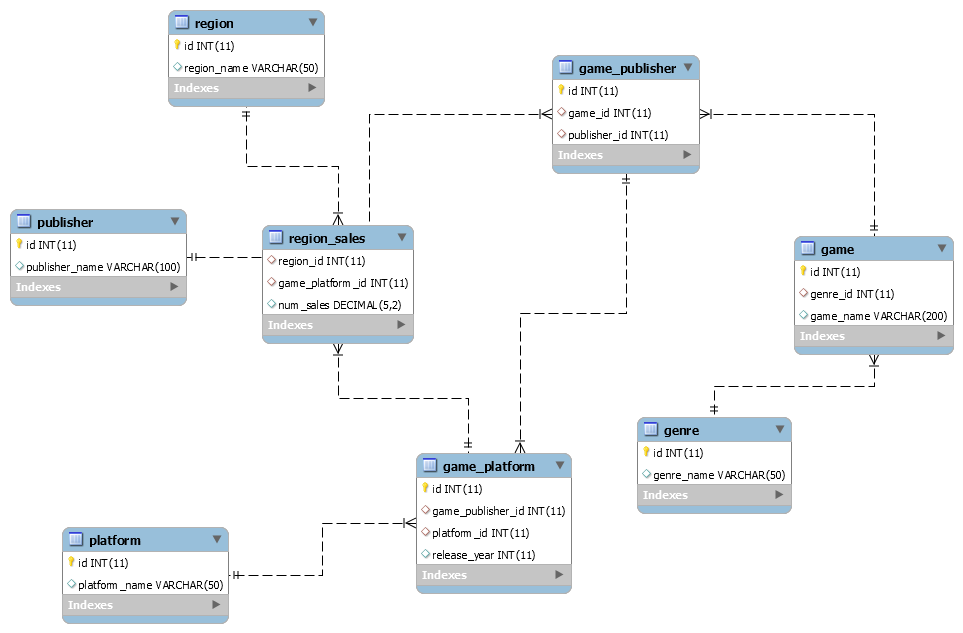 region
id INT(11)
region_name VARCHAR(50)
Indexes
game_publisher
id INT(11)
game_id INT(11)
publisher_id INT(11)
Indexes
publisher
id INT(11)
publisher_name VARCHAR(100)
Indexes
region_sales
region_id INT(11)
game_platform_id INT(11)
num_sales DECIMAL(5,2)
Indexes
game
id INT(11)
genre_id INT(11)
game_name VARCHAR(200)
Indexes
genre
id INT(11)
genre_name VARCHAR(50)
Indexes
game_platform
id INT(11)
game_publisher_id INT(11)
platform_id INT(11)
release_year INT(11)
Indexes
platform
id INT(11)
platform_name VARCHAR(50)
Indexes